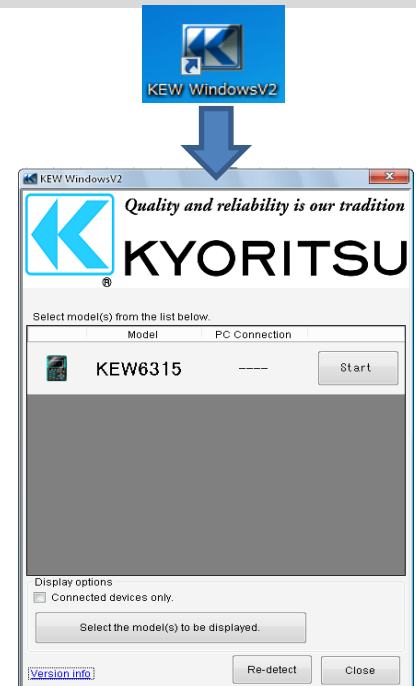 KEW WindowsV2
KEW WindowsV2
Quality and reliability is our tradition
KYORITSU
®
Select model(s) from the list below.
Model PC Connection
KEW6315 ---- Start
Display options
Connected devices only.
Select the model(s) to be displayed.
Version info Re-detect Close